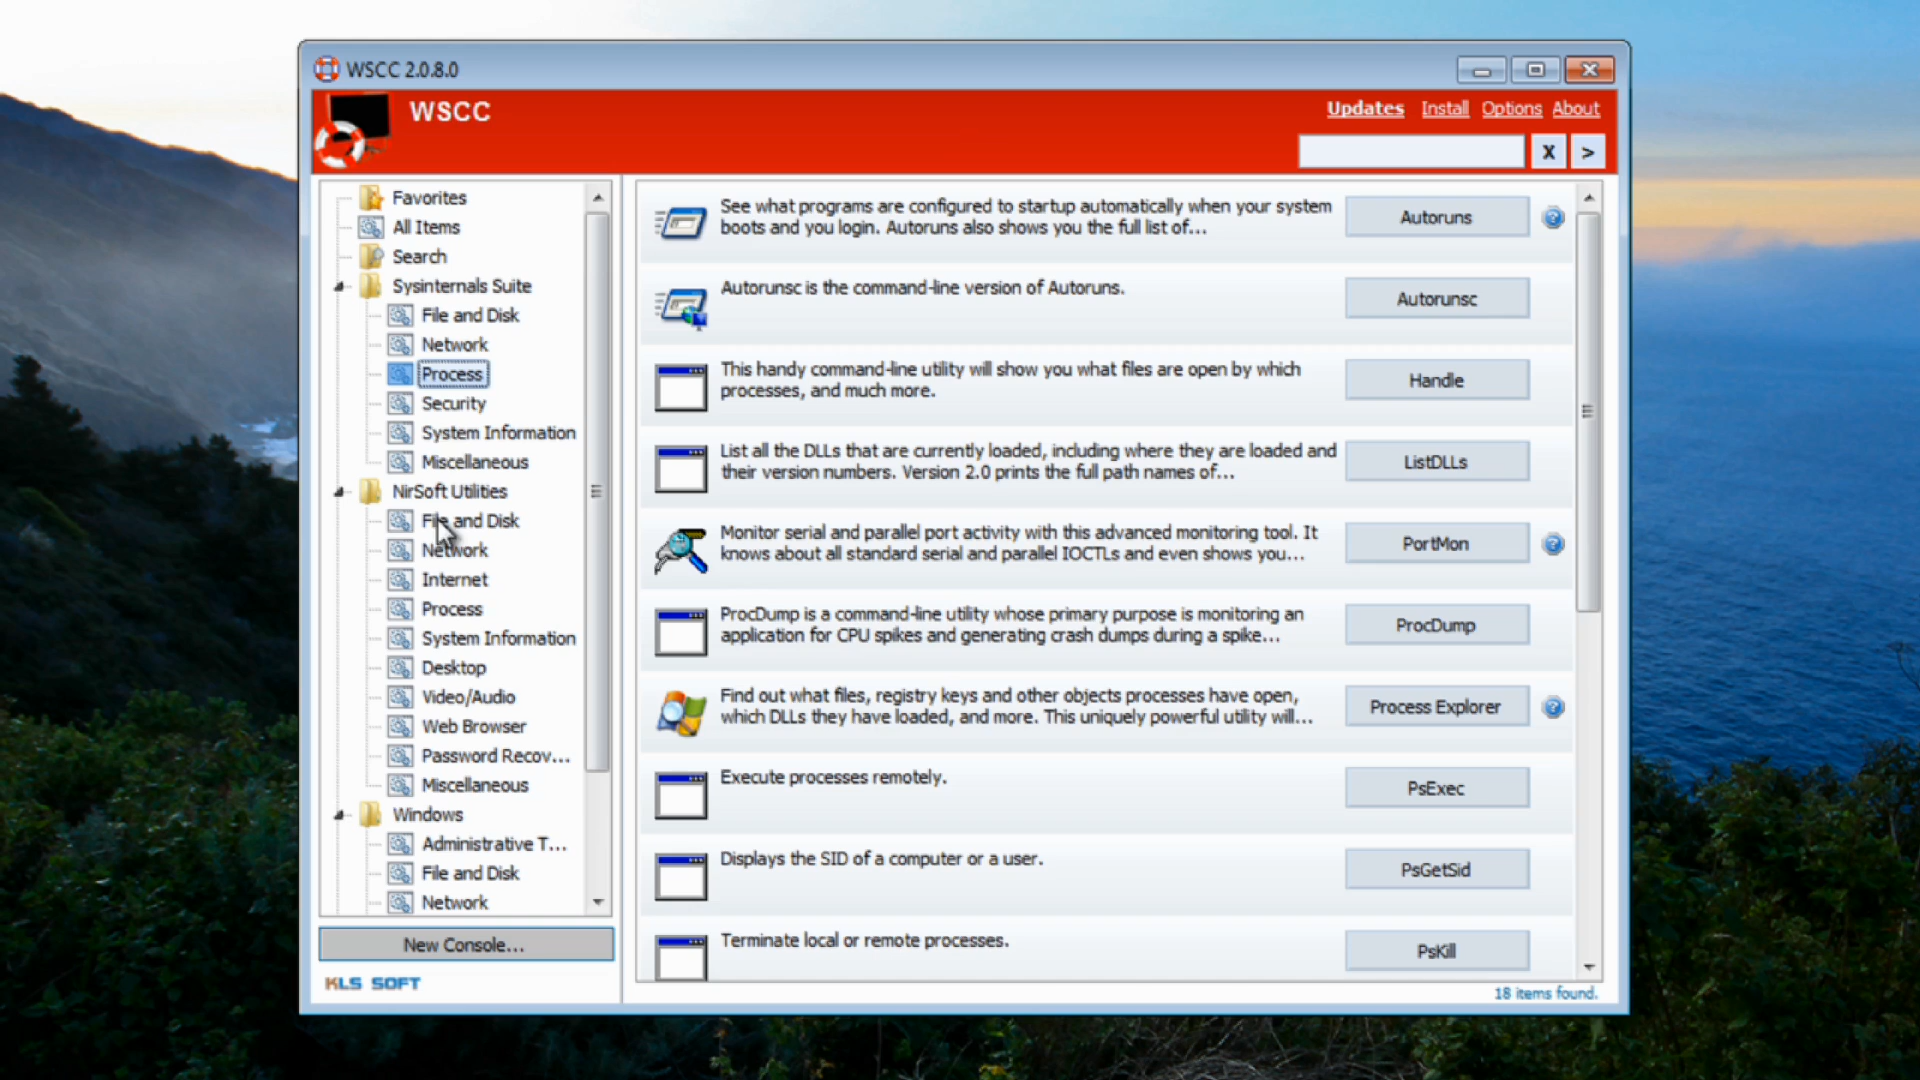 WSCC 2.0.8.0
WSCC
Updates Install Options About
X >
Favorites
All Items
Search
Sysinternals Suite
File and Disk
Network
Process
Security
System Information
Miscellaneous
NirSoft Utilities
File and Disk
Network
Internet
Process
System Information
Desktop
Video/Audio
Web Browser
Password Recov...
Miscellaneous
Windows
Administrative T...
File and Disk
Network
New Console...
KLS SOFT
See what programs are configured to startup automatically when your system
boots and you login. Autoruns also shows you the full list of...
Autoruns
Autorunsc is the command-line version of Autoruns.
Autorunsc
This handy command-line utility will show you what files are open by which
processes, and much more.
Handle
List all the DLLs that are currently loaded, including where they are loaded and
their version numbers. Version 2.0 prints the full path names of...
ListDLLs
Monitor serial and parallel port activity with this advanced monitoring tool. It
knows about all standard serial and parallel IOCTLs and even shows you...
PortMon
ProcDump is a command-line utility whose primary purpose is monitoring an
application for CPU spikes and generating crash dumps during a spike...
ProcDump
Find out what files, registry keys and other objects processes have open,
which DLLs they have loaded, and more. This uniquely powerful utility will...
Process Explorer
Execute processes remotely.
PsExec
Displays the SID of a computer or a user.
PsGetSid
Terminate local or remote processes.
PsKill
18 items found.